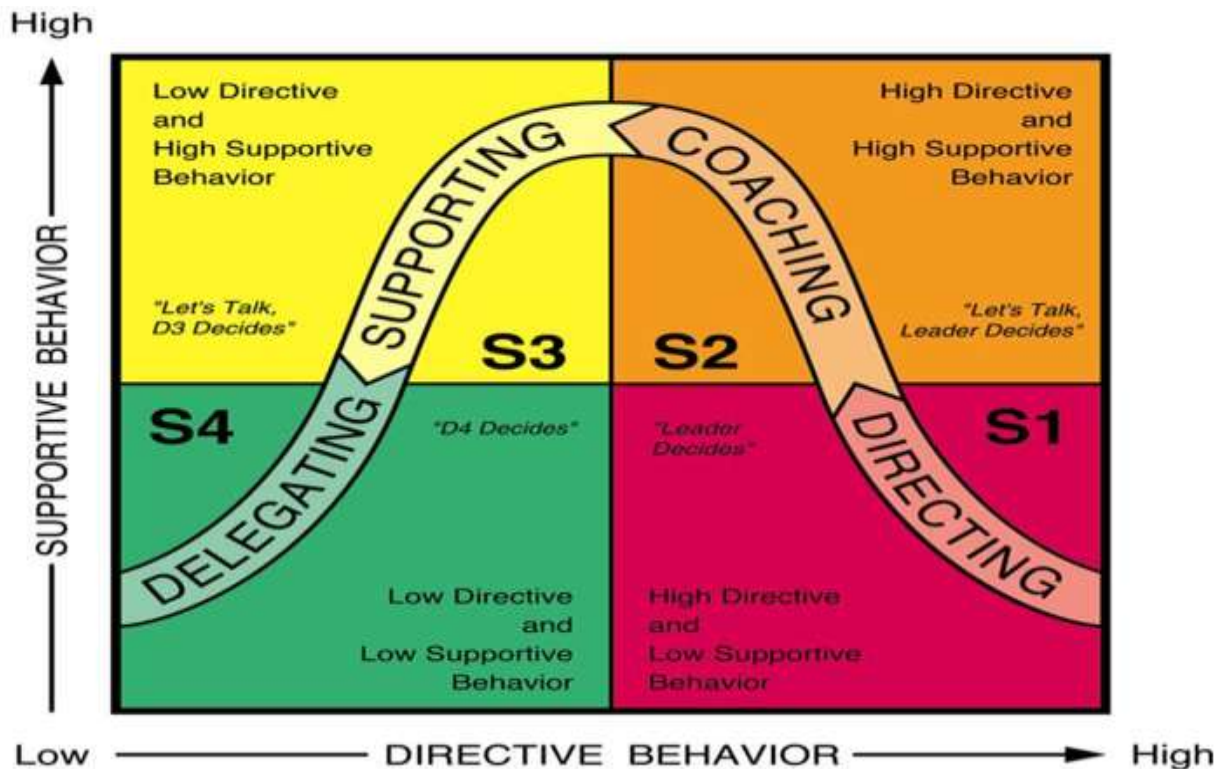 High
SUPPORTIVE BEHAVIOR
Low Directive
and
High Supportive
Behavior
"Let's Talk,
D3 Decides"
S3
SUPPORTING
High Directive
and
High Supportive
Behavior
"Let's Talk,
Leader Decides"
S2
COACHING
S4
"D4 Decides"
DELEGATING
Low Directive
and
Low Supportive
Behavior
"Leader
Decides"
S1
DIRECTING
High Directive
and
Low Supportive
Behavior
Low
DIRECTIVE BEHAVIOR
High